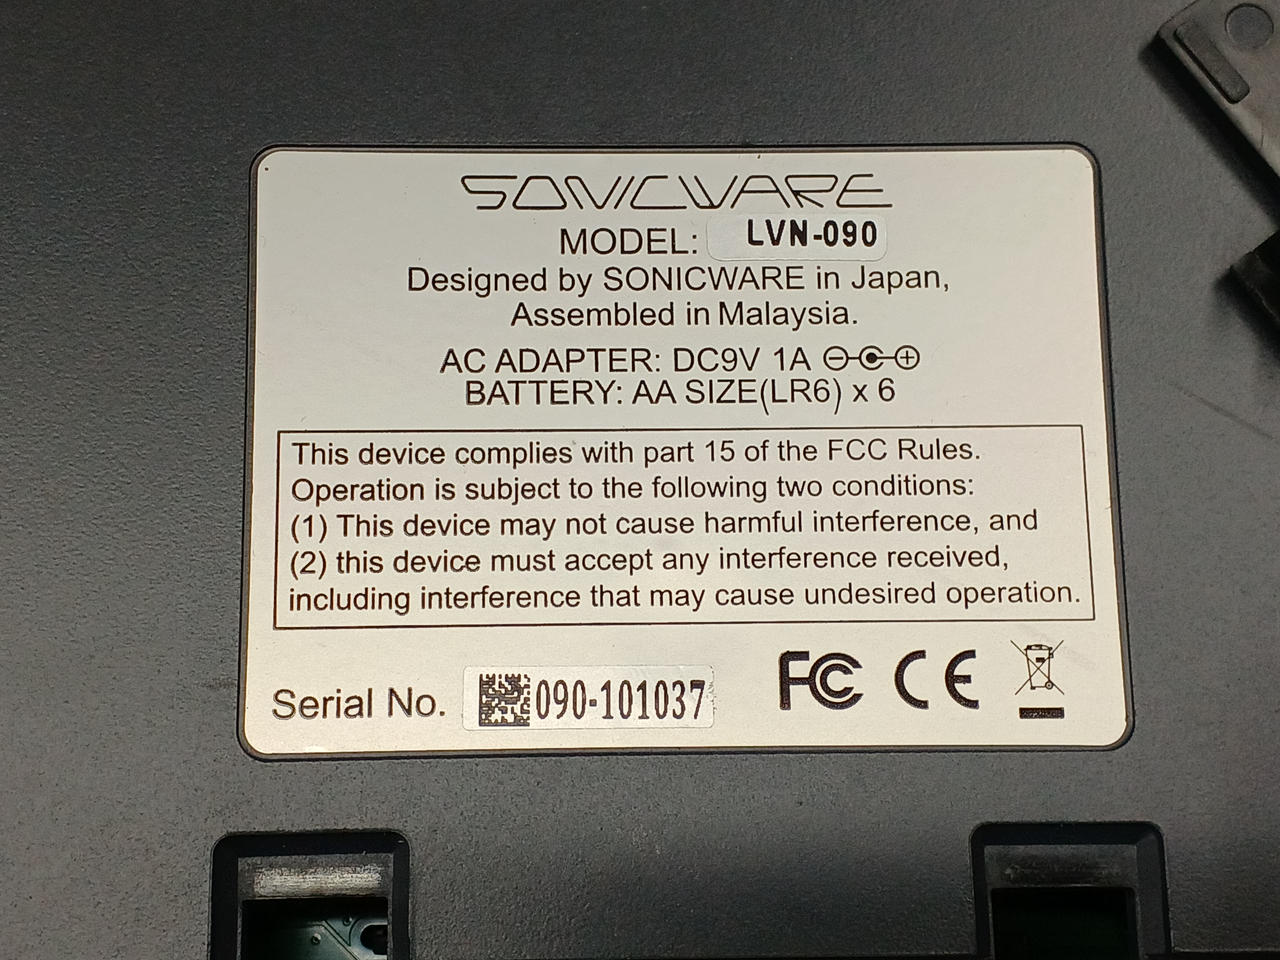 SONICWARE
MODEL: LVN-090
Designed by SONICWARE in Japan,
Assembled in Malaysia.
AC ADAPTER: DC9V 1A
BATTERY: AA SIZE(LR6) x 6
This device complies with part 15 of the FCC Rules.
Operation is subject to the following two conditions:
(1) This device may not cause harmful interference, and
(2) this device must accept any interference received,
including interference that may cause undesired operation.
Serial No. 090-101037 FC CE